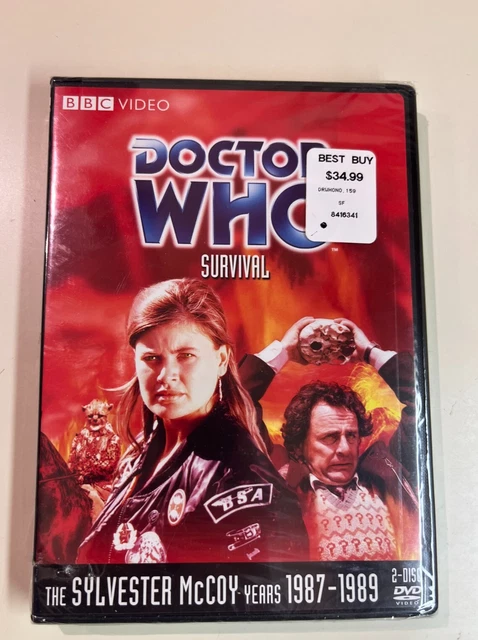 BBC VIDEO
DOCTOR
WHO
TM
SURVIVAL
BEST BUY
$34.99
DRUMOND, 159
SF
8416341
BSA
THE SYLVESTER McCOY YEARS 1987-1989
2-DISC
DVD
VIDEO